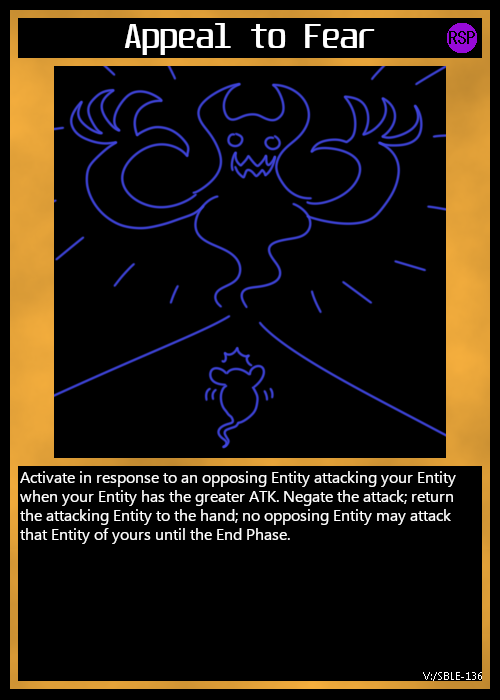 Appeal to Fear
RSP
Activate in response to an opposing Entity attacking your Entity
when your Entity has the greater ATK. Negate the attack; return
the attacking Entity to the hand; no opposing Entity may attack
that Entity of yours until the End Phase.
V:/SBLE-136